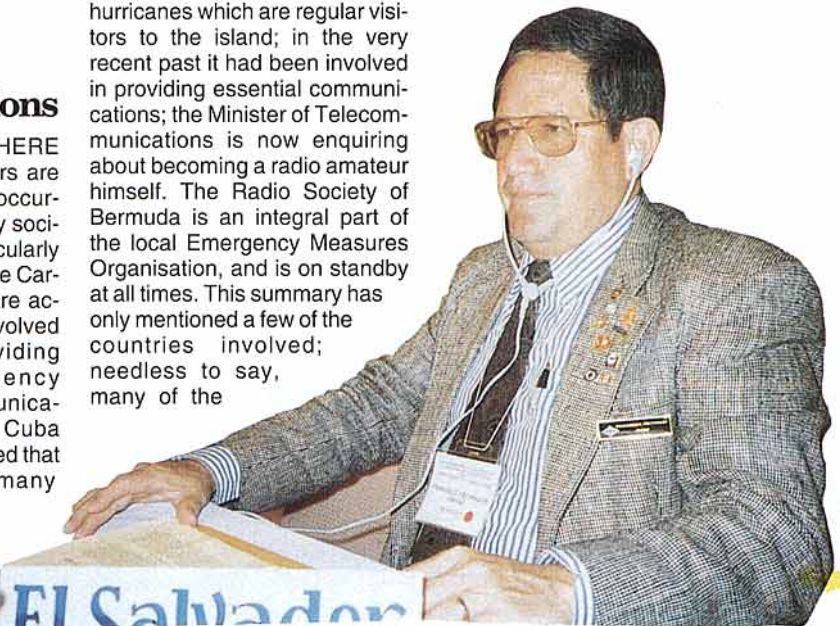 ons
HERE
rs are
occur-
y soci-
cularly
e Car-
re ac-
volved
viding
ency
unica-
Cuba
ed that
many
hurricanes which are regular visi-
tors to the island; in the very
recent past it had been involved
in providing essential communi-
cations; the Minister of Telecom-
munications is now enquiring
about becoming a radio amateur
himself. The Radio Society of
Bermuda is an integral part of
the local Emergency Measures
Organisation, and is on standby
at all times. This summary has
only mentioned a few of the
countries involved;
needless to say,
many of the
El Salvador